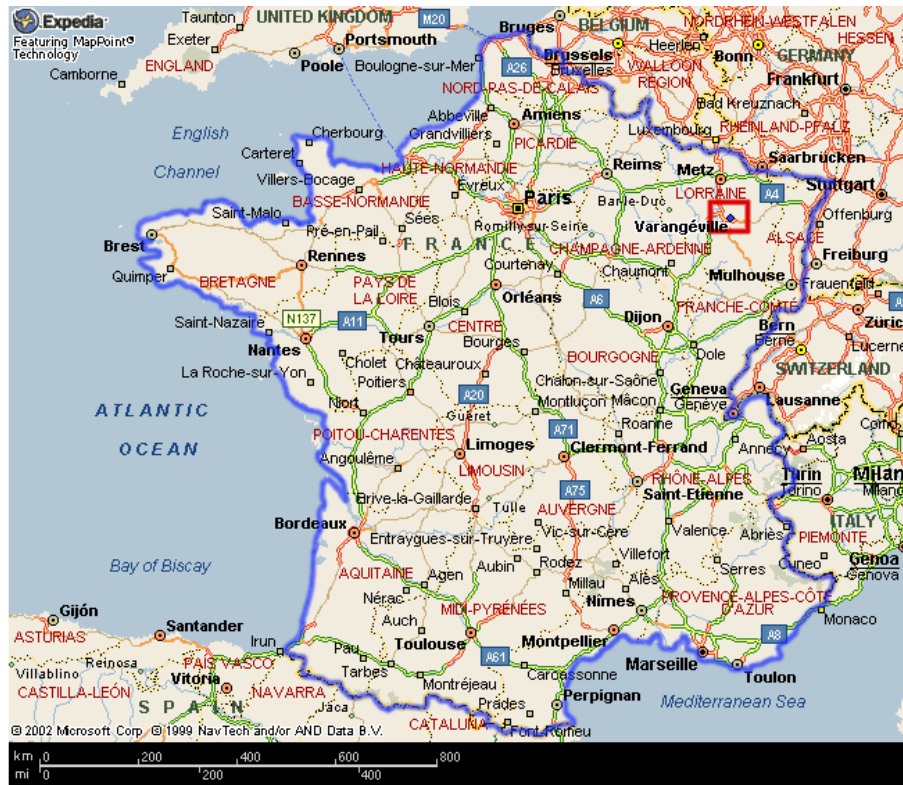 Expedia
Featuring MapPoint®
Technology
Taunton
UNITED KINGDOM
M20
Bruges
BELGIUM
NORDRHEIN-WESTFALEN
Exeter
Portsmouth
Brussels
Bruxelles
Heerlen
HESSEN
ENGLAND
Poole
Boulogne-sur-Mer
A26
WALLOON
REGION
Bonn
GERMANY
Camborne
NORD-PAS-DE-CALAIS
Frankfurt
Abbeville
Amiens
Bad Kreuznach
English
Channel
Cherbourg
Grandvilliers
PICARDIE
Luxembourg
RHEINLAND-PFALZ
Carteret
HAUTE-NORMANDIE
Reims
Metz
Saarbrücken
Villers-Bocage
Évreux
LORRAINE
A4
Stuttgart
BASSE-NORMANDIE
Paris
Bar-le-Duc
Saint-Malo
Sées
Romilly-sur-Seine
Varangéville
Offenburg
Brest
Pré-en-Pail
FRANCE
CHAMPAGNE-ARDENNE
ALSACE
Quimper
Rennes
Courtenay
Chaumont
Freiburg
BRETAGNE
PAYS DE
LA LOIRE
Orléans
Mulhouse
Frauenfeld
Blois
A6
FRANCHE-COMTÉ
Saint-Nazaire
N137
A11
CENTRE
Dijon
Bern
Berne
Zürich
Nantes
Tours
Bourges
BOURGOGNE
Dole
Lucerne
La Roche-sur-Yon
Cholet
Châteauroux
SWITZERLAND
Poitiers
Chalon-sur-Saône
Geneva
Genève
Lausanne
ATLANTIC
OCEAN
Niort
A20
Montluçon
Mâcon
Guéret
Roanne
POITOU-CHARENTES
A71
Annecy
Aosta
Como
Limoges
Clermont-Ferrand
Angoulême
LIMOUSIN
RHÔNE-ALPES
Turin
Torino
Milan
Milano
A75
Saint-Etienne
Brive-la-Gaillarde
AUVERGNE
Tulle
Bordeaux
Valence
ITALY
Entraygues-sur-Truyère
Vic-sur-Cère
Abriès
PIEMONTE
Bay of Biscay
Villefort
Genoa
Genova
Aubin
Rodez
Serres
Cuneo
AQUITAINE
Agen
Millau
Alès
Nérac
PROVENCE-ALPES-CÔTE
D'AZUR
Gijón
MIDI-PYRÉNÉES
Nîmes
Auch
Monaco
Santander
ASTURIAS
Irun
Toulouse
Montpellier
A8
Pau
Marseille
PAÍS VASCO
A61
Reinosa
Tarbes
Carcassonne
Toulon
Villablino
Vitoria
Montréjeau
CASTILLA-LEÓN
NAVARRA
Perpignan
Mediterranean Sea
SPAIN
Jaca
Prades
CATALUNA
Font-Romeu
© 2002 Microsoft Corp © 1999 NavTech and/or AND Data B.V.
km 0 200 400 600 800
mi 0 200 400